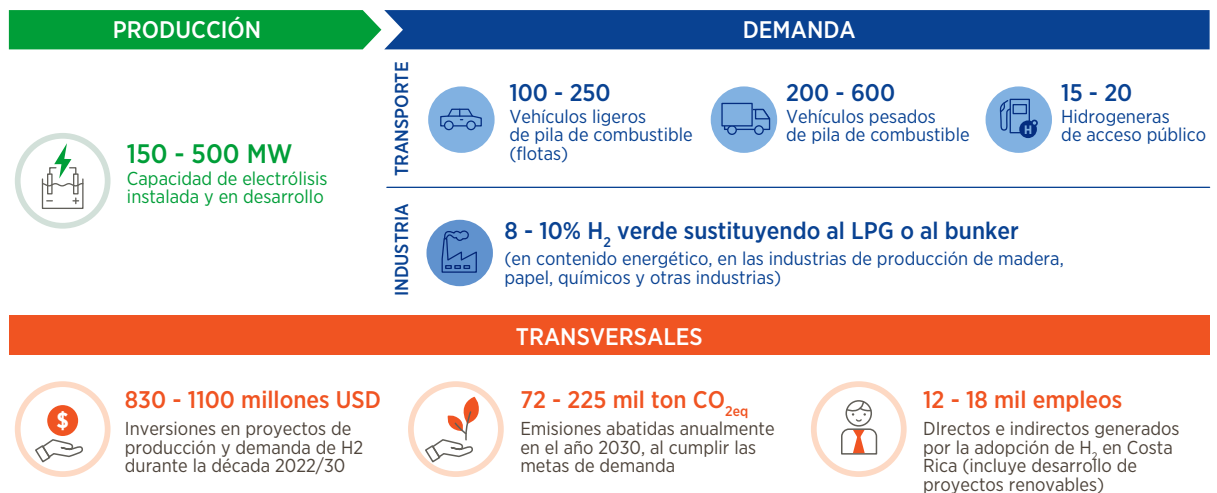 PRODUCCIÓN
DEMANDA
150 - 500 MW
Capacidad de electrólisis
instalada y en desarrollo
- +
TRANSPORTE
100 - 250
Vehículos ligeros
de pila de combustible
(flotas)
200 - 600
Vehículos pesados
de pila de combustible
H
15 - 20
Hidrogeneras
de acceso público
INDUSTRIA
8 - 10% H₂ verde sustituyendo al LPG o al bunker
(en contenido energético, en las industrias de producción de madera,
papel, químicos y otras industrias)
TRANSVERSALES
$
830 - 1100 millones USD
Inversiones en proyectos de
producción y demanda de H2
durante la década 2022/30
72 - 225 mil ton CO₂eq
Emisiones abatidas anualmente
en el año 2030, al cumplir las
metas de demanda
12 - 18 mil empleos
DIrectos e indirectos generados
por la adopción de H₂ en Costa
Rica (incluye desarrollo de
proyectos renovables)